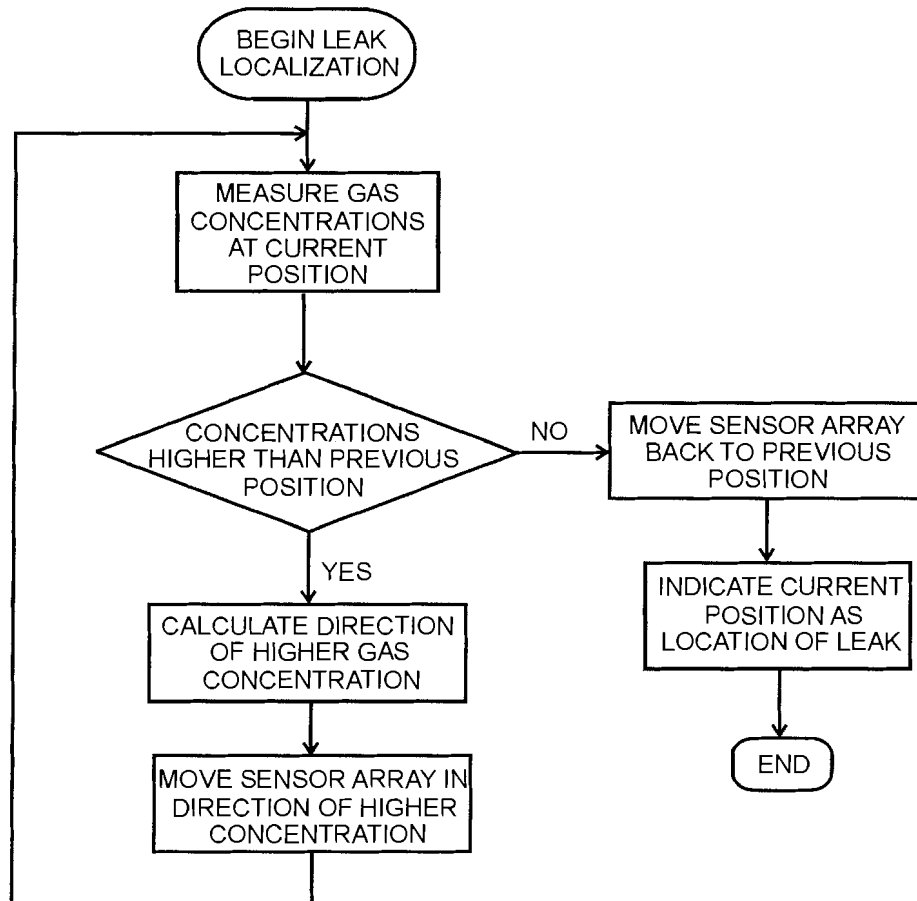 BEGIN LEAK
LOCALIZATION
MEASURE GAS
CONCENTRATIONS
AT CURRENT
POSITION
CONCENTRATIONS
HIGHER THAN PREVIOUS
POSITION
NO
MOVE SENSOR ARRAY
BACK TO PREVIOUS
POSITION
YES
INDICATE CURRENT
POSITION AS
LOCATION OF LEAK
CALCULATE DIRECTION
OF HIGHER GAS
CONCENTRATION
END
MOVE SENSOR ARRAY IN
DIRECTION OF HIGHER
CONCENTRATION